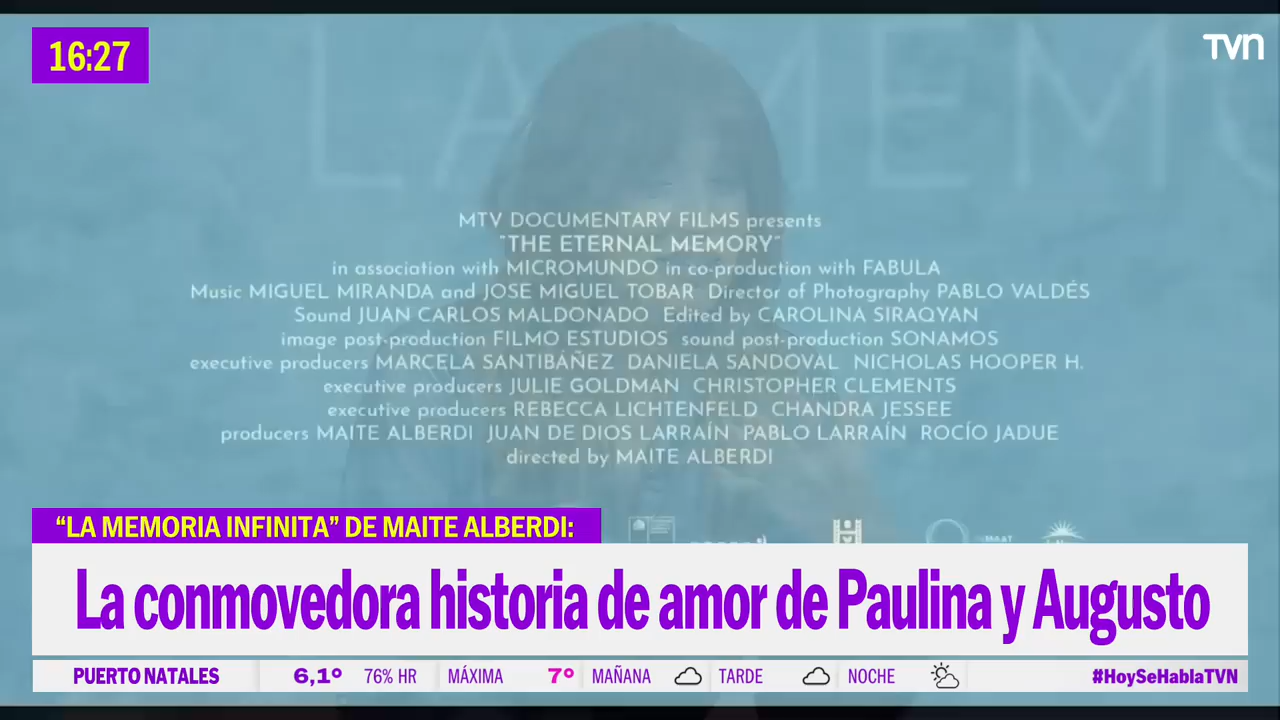 16:27
TVN
LA MEMO
MTV DOCUMENTARY FILMS presents
"THE ETERNAL MEMORY"
in association with MICROMUNDO in co-production with FABULA
Music MIGUEL MIRANDA and JOSE MIGUEL TOBAR Director of Photography PABLO VALDÉS
Sound JUAN CARLOS MALDONADO Edited by CAROLINA SIRAQYAN
image post-production FILMO ESTUDIOS sound post-production SONAMOS
executive producers MARCELA SANTIBÁÑEZ DANIELA SANDOVAL NICHOLAS HOOPER H.
executive producers JULIE GOLDMAN CHRISTOPHER CLEMENTS
executive producers REBECCA LICHTENFELD CHANDRA JESSEE
producers MAITE ALBERDI JUAN DE DIOS LARRAÍN PABLO LARRAÍN ROCÍO JADUE
directed by MAITE ALBERDI
“LA MEMORIA INFINITA” DE MAITE ALBERDI:
La conmovedora historia de amor de Paulina y Augusto
PUERTO NATALES 6,1° 76% HR MÁXIMA 7° MAÑANA TARDE NOCHE #HoySeHablaTVN